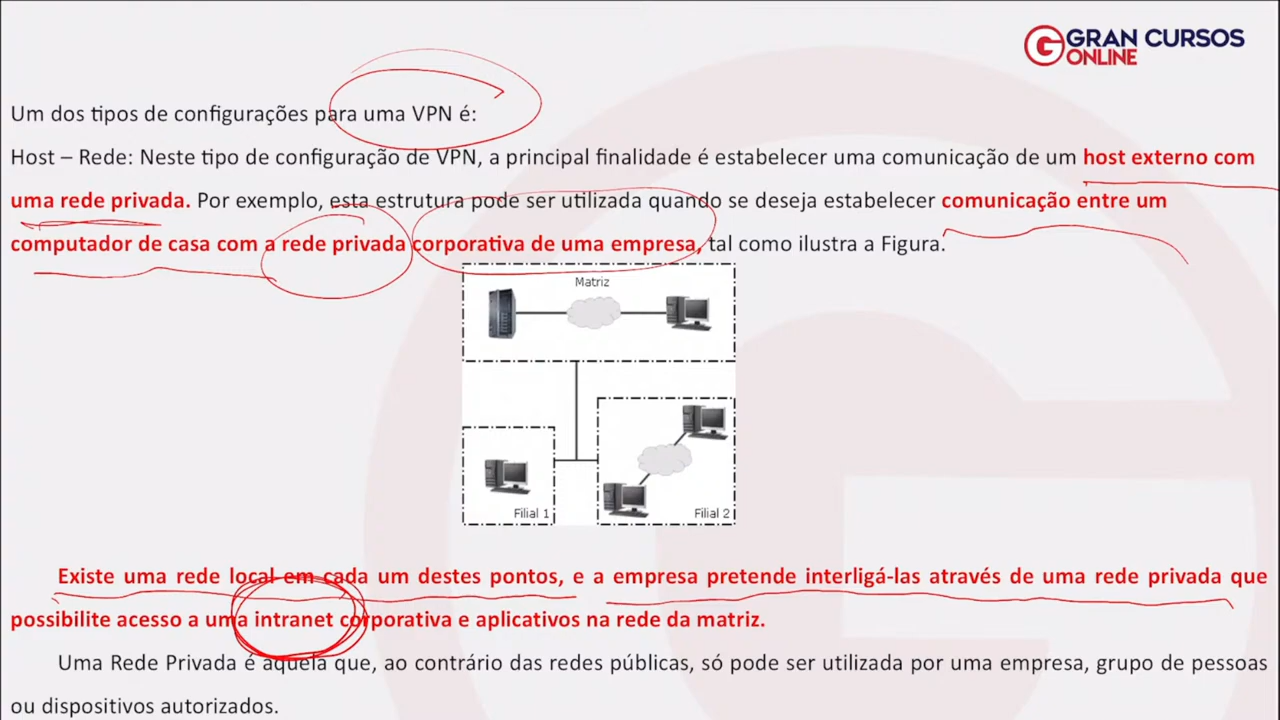 GRAN CURSOS
ONLINE
Um dos tipos de configurações para uma VPN é:
Host – Rede: Neste tipo de configuração de VPN, a principal finalidade é estabelecer uma comunicação de um host externo com
uma rede privada. Por exemplo, esta estrutura pode ser utilizada quando se deseja estabelecer comunicação entre um
computador de casa com a rede privada corporativa de uma empresa, tal como ilustra a Figura.
Matriz
Filial 1
Filial 2
Existe uma rede local em cada um destes pontos, e a empresa pretende interligá-las através de uma rede privada que
possibilite acesso a uma intranet corporativa e aplicativos na rede da matriz.
Uma Rede Privada é aquela que, ao contrário das redes públicas, só pode ser utilizada por uma empresa, grupo de pessoas
ou dispositivos autorizados.